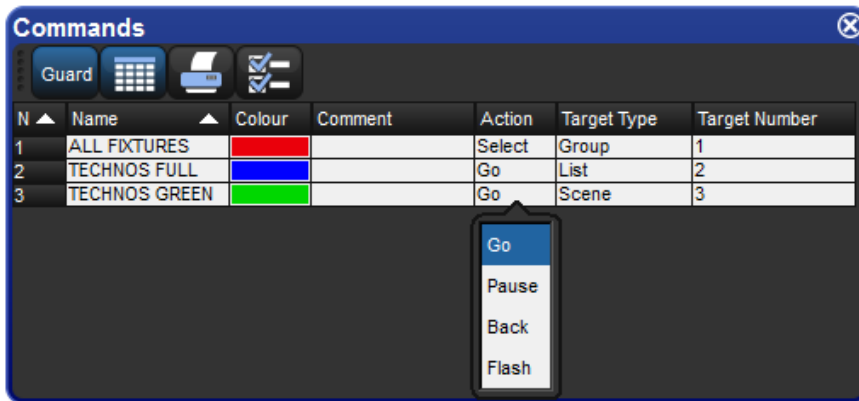 Commands
Guard
N Name Colour Comment Action Target Type Target Number
1 ALL FIXTURES Select Group 1
2 TECHNOS FULL Go List 2
3 TECHNOS GREEN Go Scene 3
Go
Pause
Back
Flash